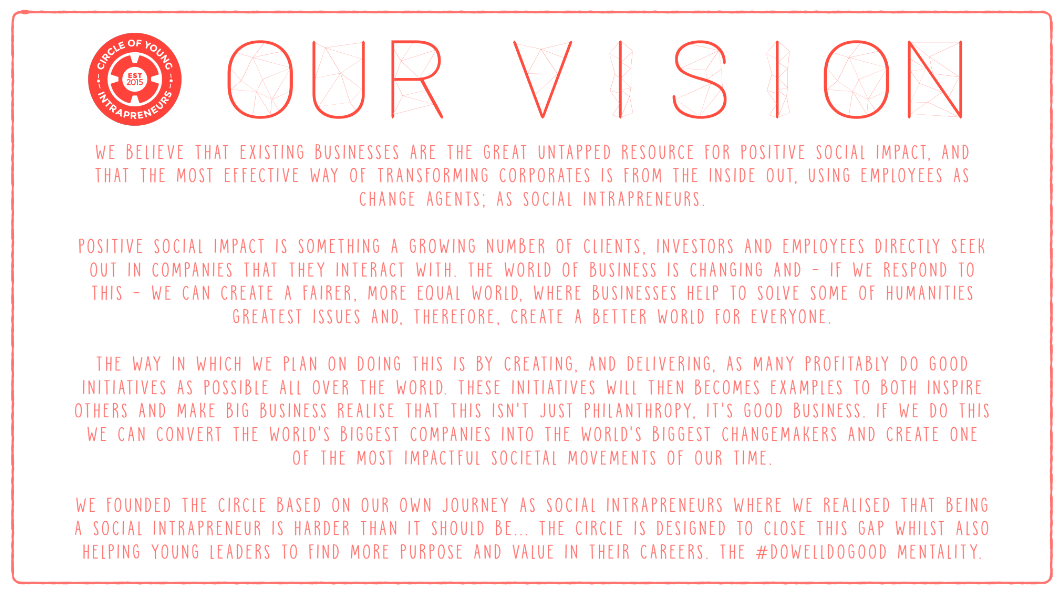 CIRCLE OF YOUNG
EST
2015
INTRAPRENEURS
OUR VISION
WE BELIEVE THAT EXISTING BUSINESSES ARE THE GREAT UNTAPPED RESOURCE FOR POSITIVE SOCIAL IMPACT, AND
THAT THE MOST EFFECTIVE WAY OF TRANSFORMING CORPORATES IS FROM THE INSIDE OUT, USING EMPLOYEES AS
CHANGE AGENTS; AS SOCIAL INTRAPRENEURS.
POSITIVE SOCIAL IMPACT IS SOMETHING A GROWING NUMBER OF CLIENTS, INVESTORS AND EMPLOYEES DIRECTLY SEEK
OUT IN COMPANIES THAT THEY INTERACT WITH. THE WORLD OF BUSINESS IS CHANGING AND - IF WE RESPOND TO
THIS - WE CAN CREATE A FAIRER, MORE EQUAL WORLD, WHERE BUSINESSES HELP TO SOLVE SOME OF HUMANITIES
GREATEST ISSUES AND, THEREFORE, CREATE A BETTER WORLD FOR EVERYONE.
THE WAY IN WHICH WE PLAN ON DOING THIS IS BY CREATING, AND DELIVERING, AS MANY PROFITABLY DO GOOD
INITIATIVES AS POSSIBLE ALL OVER THE WORLD. THESE INITIATIVES WILL THEN BECOMES EXAMPLES TO BOTH INSPIRE
OTHERS AND MAKE BIG BUSINESS REALISE THAT THIS ISN'T JUST PHILANTHROPY, IT'S GOOD BUSINESS. IF WE DO THIS
WE CAN CONVERT THE WORLD'S BIGGEST COMPANIES INTO THE WORLD'S BIGGEST CHANGEMAKERS AND CREATE ONE
OF THE MOST IMPACTFUL SOCIETAL MOVEMENTS OF OUR TIME.
WE FOUNDED THE CIRCLE BASED ON OUR OWN JOURNEY AS SOCIAL INTRAPRENEURS WHERE WE REALISED THAT BEING
A SOCIAL INTRAPRENEUR IS HARDER THAN IT SHOULD BE... THE CIRCLE IS DESIGNED TO CLOSE THIS GAP WHILST ALSO
HELPING YOUNG LEADERS TO FIND MORE PURPOSE AND VALUE IN THEIR CAREERS. THE #DOWELLDOGOOD MENTALITY.